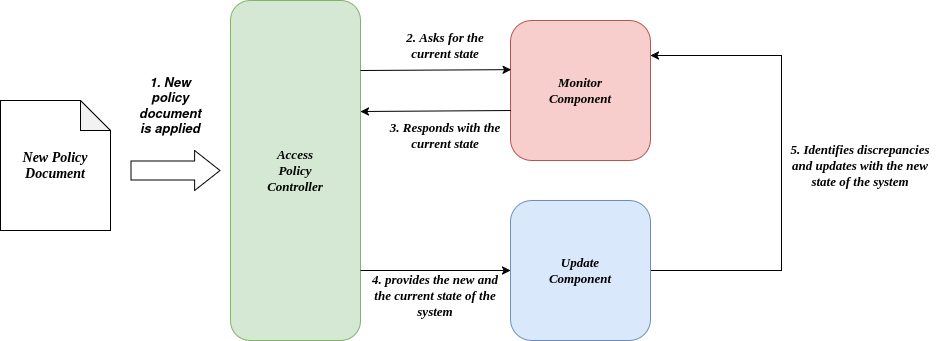 New Policy
Document
1. New
policy
document
is applied
Access
Policy
Controller
2. Asks for the
current state
3. Responds with the
current state
Monitor
Component
4. provides the new and
the current state of the
system
Update
Component
5. Identifies discrepancies
and updates with the new
state of the system